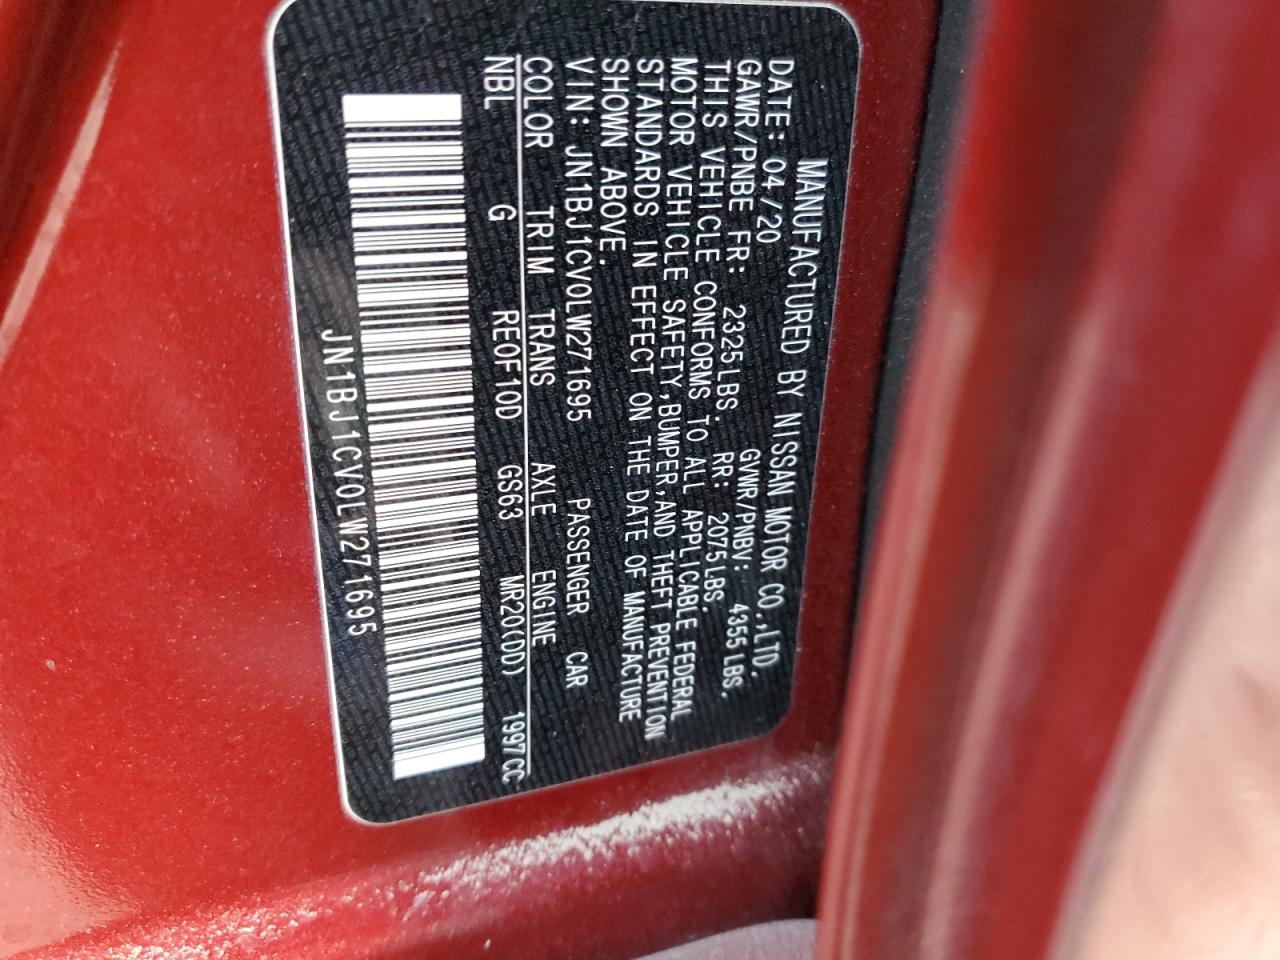 MANUFACTURED BY NISSAN MOTOR CO.,LTD.
DATE: 04/20 GVWR/PNBV: 4355LBS.
GAWR/PNBE FR: 2325LBS. RR: 2075LBS.
THIS VEHICLE CONFORMS TO ALL APPLICABLE FEDERAL
MOTOR VEHICLE SAFETY,BUMPER,AND THEFT PREVENTION
STANDARDS IN EFFECT ON THE DATE OF MANUFACTURE
SHOWN ABOVE.
VIN: JN1BJ1CV0LW271695 PASSENGER CAR
COLOR TRIM TRANS AXLE ENGINE
NBL G RE0F10D GS63 MR20(DD) 1997CC
JN1BJ1CV0LW271695